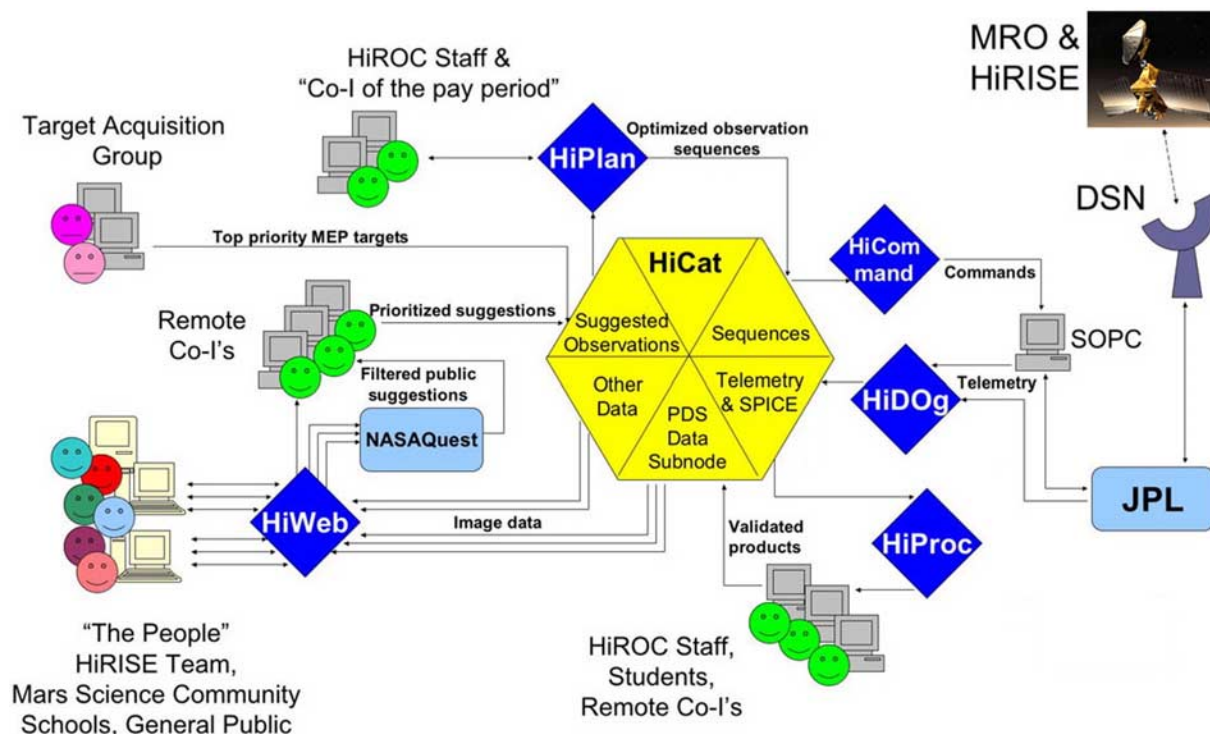 MRO &
HiRISE
HiROC Staff &
“Co-I of the pay period”
Target Acquisition
Group
HiPlan
Optimized observation
sequences
DSN
Top priority MEP targets
HiCat
HiCom
mand
Commands
Remote
Co-I's
Prioritized suggestions
Suggested
Observations
Sequences
SOPC
Filtered public
suggestions
Other
Data
Telemetry
& SPICE
Telemetry
HiDOg
NASAQuest
PDS
Data
Subnode
JPL
HiWeb
Image data
Validated
products
HiProc
“The People”
HiRISE Team,
Mars Science Community
Schools, General Public
HiROC Staff,
Students,
Remote Co-I's